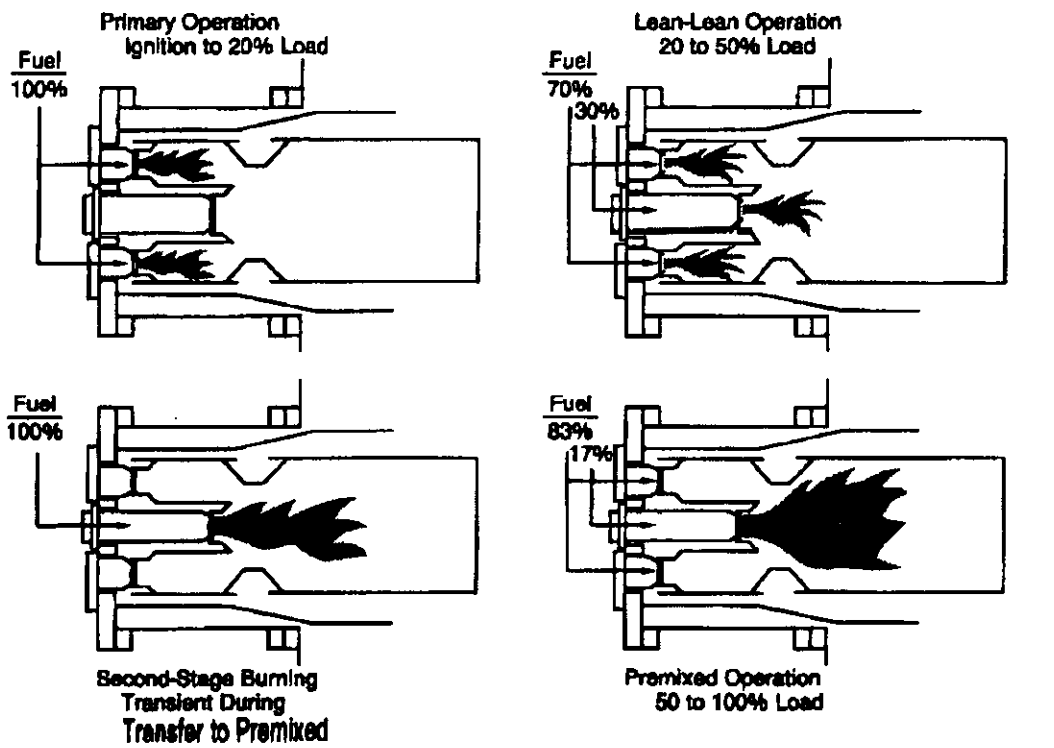 Primary Operation
Ignition to 20% Load
Fuel
100%
Lean-Lean Operation
20 to 50% Load
Fuel
70%
30%
Fuel
100%
Second-Stage Burning
Transient During
Transfer to Premixed
Fuel
83%
17%
Premixed Operation
50 to 100% Load